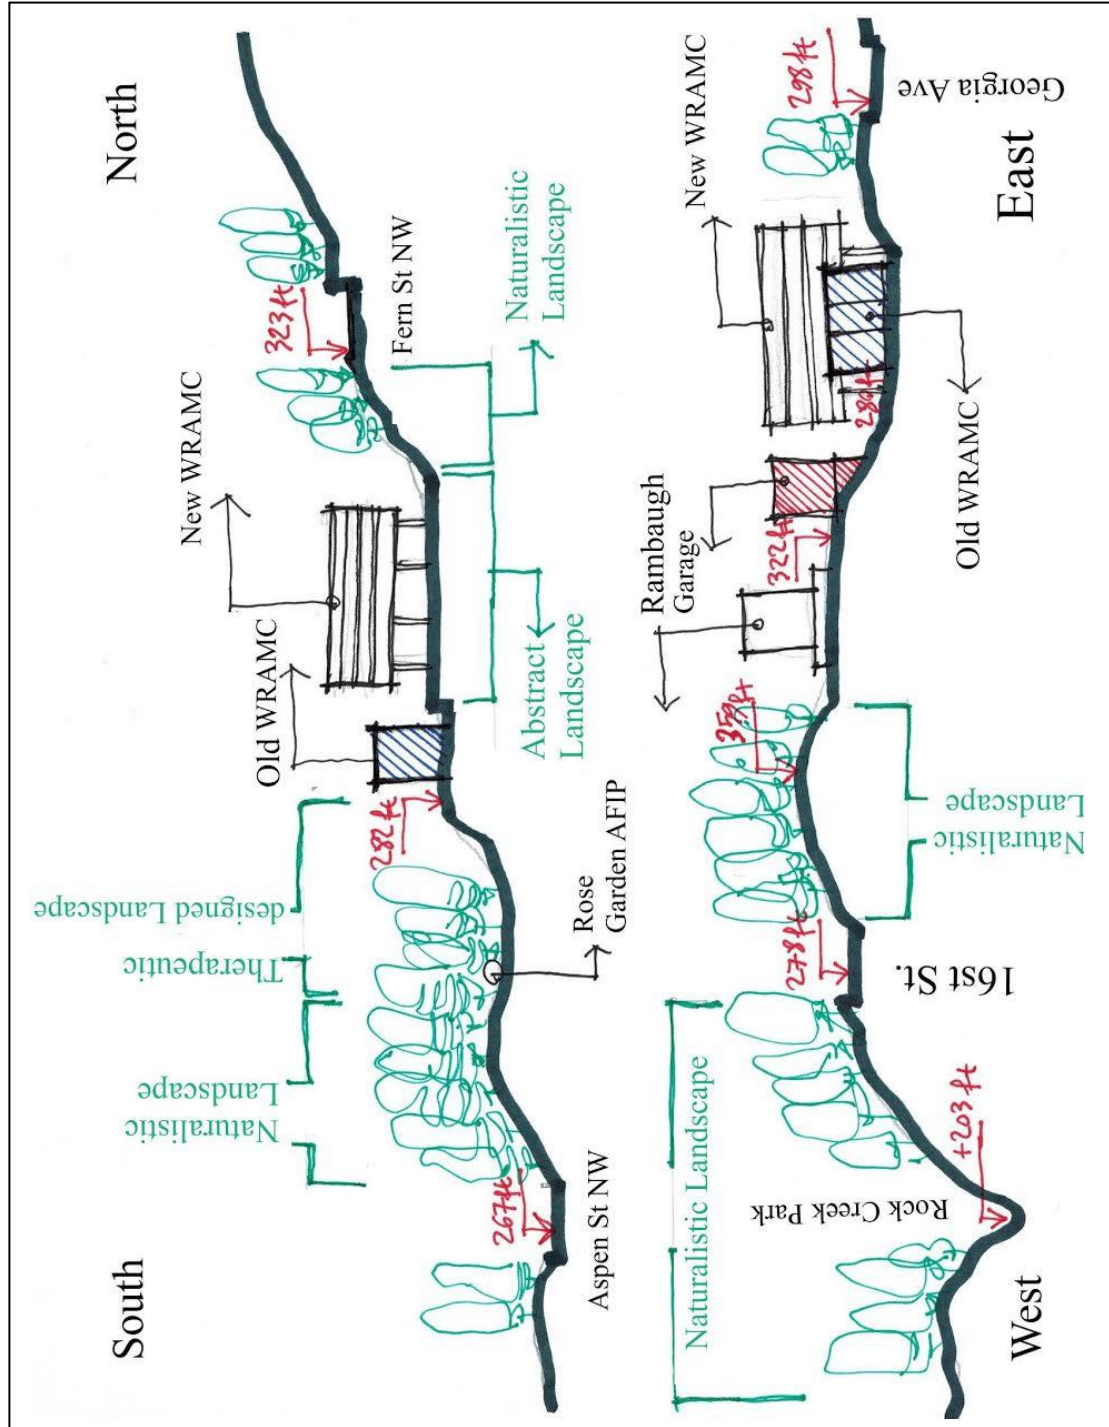 South
North
Naturalistic
Landscape
Therapeutic
designed Landscape
Old WRAMC
New WRAMC
267 ft
282 ft
323 ft
Aspen St NW
Rose
Garden AFIP
Abstract
Landscape
Fern St NW
Naturalistic
Landscape
Naturalistic Landscape
Rock Creek Park
+203 ft
West
16st St.
278 ft
359 ft
Naturalistic
Landscape
Rambaugh
Garage
322 ft
New WRAMC
Old WRAMC
298 ft
Georgia Ave
East